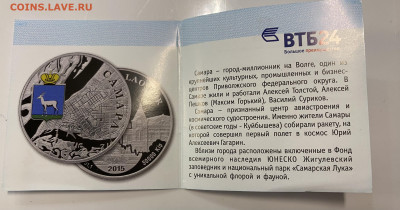 COINS.LAVE.RU
ВТБ24
САМАРА
2015
Самара – город-миллионник на Волге, один из
крупнейших культурных, промышленных и бизнес-
центров Приволжского федерального округа. В
Самаре жили и работали Алексей Толстой, Алексей
Пешков (Максим Горький), Василий Суриков.
Самара – признанный центр авиастроения и
космического судостроения. Именно жители Самары
(в советские годы – Куйбышева) собирали ракету, на
которой совершил первый полет в космос Юрий
Алексеевич Гагарин.
Вблизи города расположены включенные в Фонд
всемирного наследия ЮНЕСКО Жигулевский
заповедник и национальный парк «Самарская Лука»
с уникальной флорой и фауной.